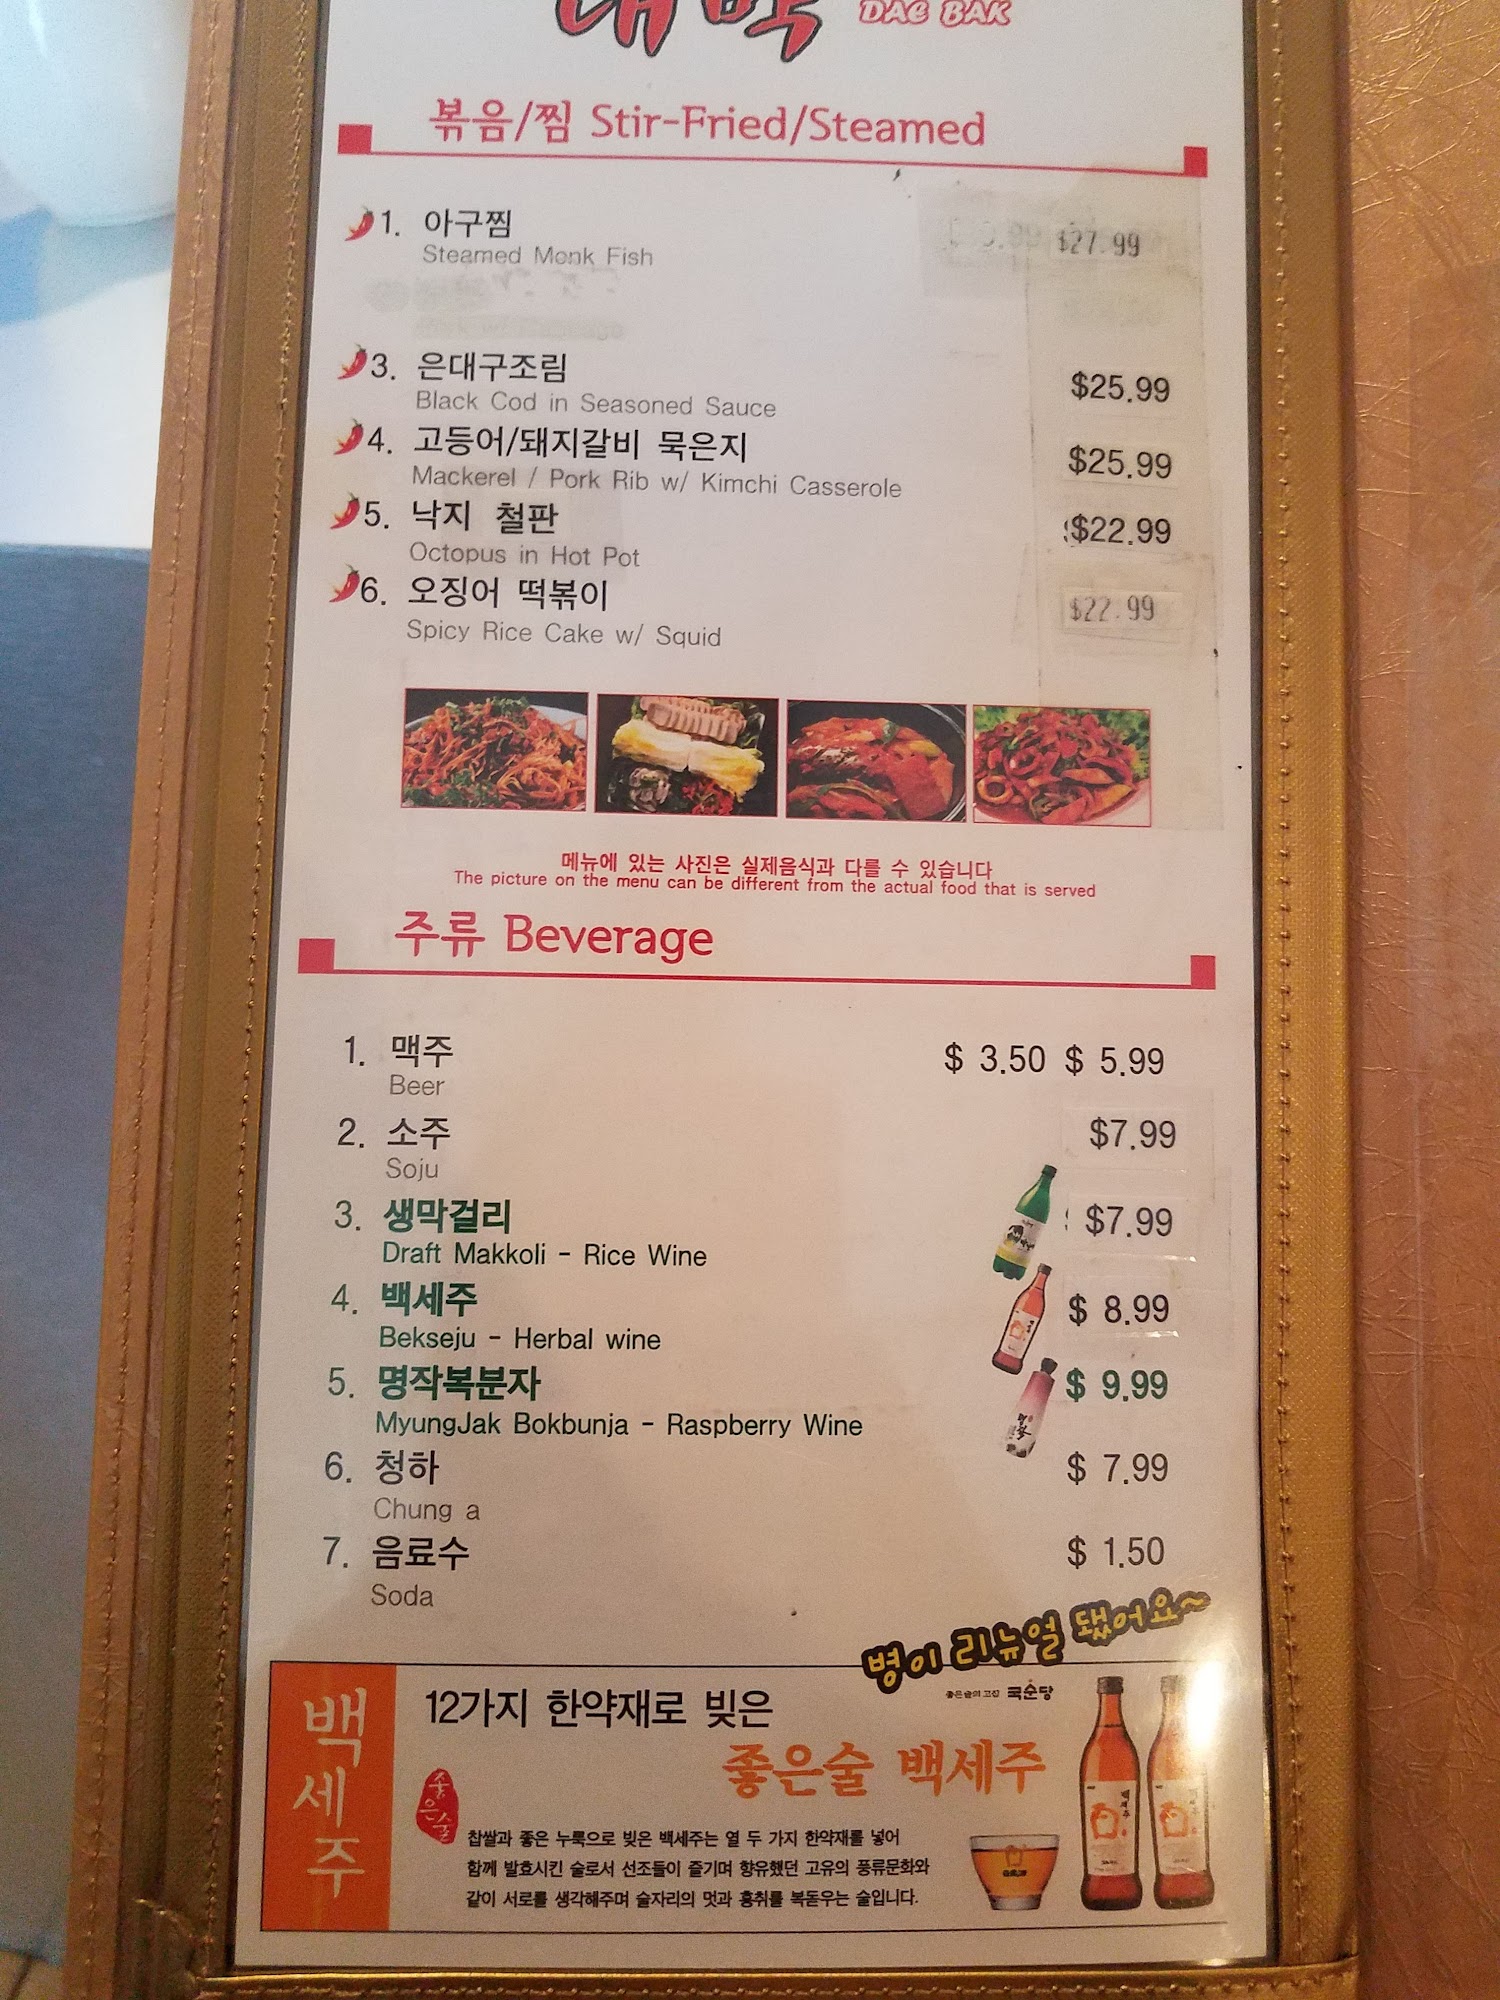 대박 DAE BAK
볶음/찜 Stir-Fried/Steamed
1. 아구찜 $27.99
Steamed Monk Fish
3. 은대구조림 $25.99
Black Cod in Seasoned Sauce
4. 고등어/돼지갈비 묵은지 $25.99
Mackerel / Pork Rib w/ Kimchi Casserole
5. 낙지 철판 $22.99
Octopus in Hot Pot
6. 오징어 떡볶이 $22.99
Spicy Rice Cake w/ Squid
메뉴에 있는 사진은 실제음식과 다를 수 있습니다
The picture on the menu can be different from the actual food that is served
주류 Beverage
1. 맥주 $ 3.50 $ 5.99
Beer
2. 소주 $7.99
Soju
3. 생막걸리 $7.99
Draft Makkoli - Rice Wine
4. 백세주 $ 8.99
Bekseju - Herbal wine
5. 명작복분자 $ 9.99
MyungJak Bokbunja - Raspberry Wine
6. 청하 $ 7.99
Chung a
7. 음료수 $ 1.50
Soda
병이 리뉴얼 됐어요~
백세주
12가지 한약재로 빚은
좋은술의 고집 국순당
좋은술 백세주
좋은술
찹쌀과 좋은 누룩으로 빚은 백세주는 열 두 가지 한약재를 넣어
함께 발효시킨 술로서 선조들이 즐기며 향유했던 고유의 풍류문화와
같이 서로를 생각해주며 술자리의 멋과 흥취를 복돋우는 술입니다.